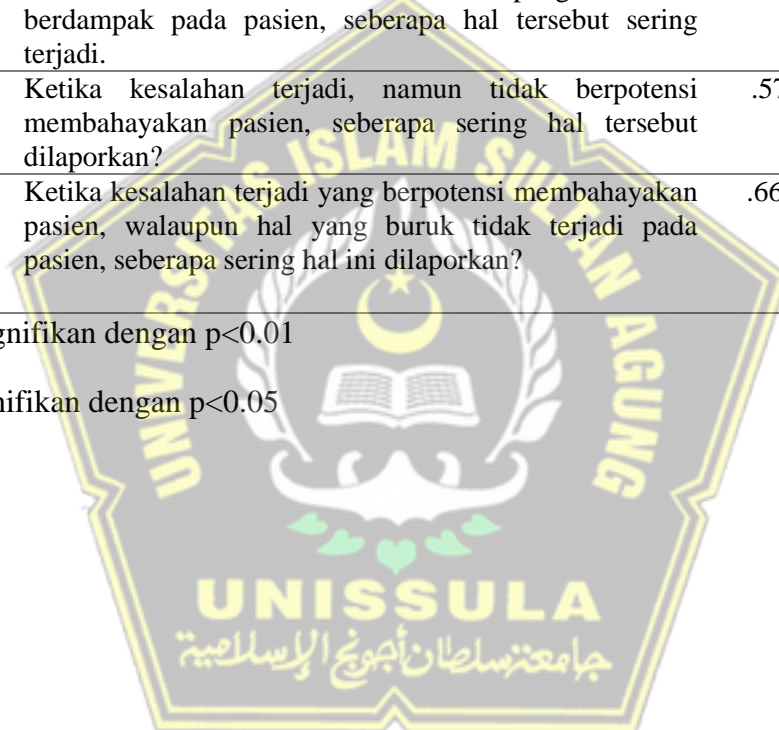 berdampak pada pasien, seberapa hal tersebut sering
terjadi.
Ketika kesalahan terjadi, namun tidak berpotensi .57
membahayakan pasien, seberapa sering hal tersebut
dilaporkan?
Ketika kesalahan terjadi yang berpotensi membahayakan .66
pasien, walaupun hal yang buruk tidak terjadi pada
pasien, seberapa sering hal ini dilaporkan?
gnifikan dengan p<0.01
nifikan dengan p<0.05
UNIVERSITAS ISLAM SULTAN AGUNG
UNISSULA
جامعة سلطان أجونج الإسلامية